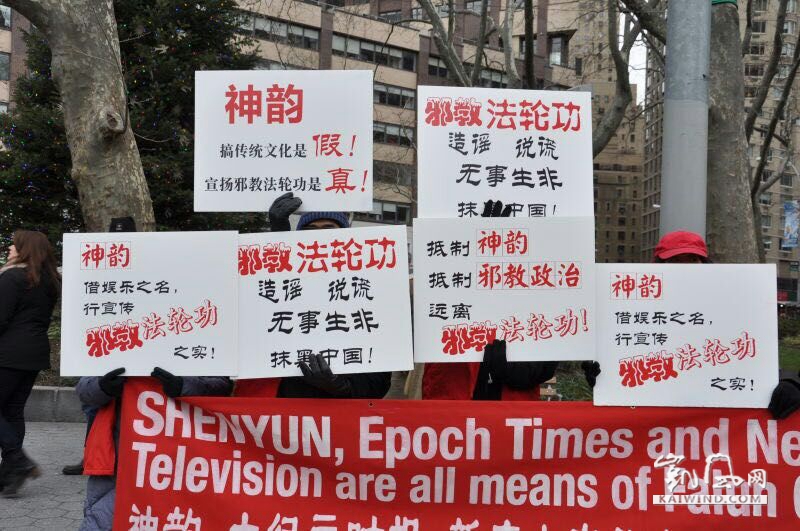 神韵
搞传统文化是假！
宣扬邪教法轮功是真！
邪教法轮功
造谣 说谎
无事生非
抹黑中国！
神韵
借娱乐之名，
行宣传
邪教法轮功
之实！
邪教法轮功
造谣 说谎
无事生非
抹黑中国！
抵制神韵
抵制邪教政治
远离
邪教法轮功！
神韵
借娱乐之名，
行宣传
邪教法轮功
之实！
SHENYUN, Epoch Times and
Television are all means of Falun
神韵
凯风网
KAIWIND.COM